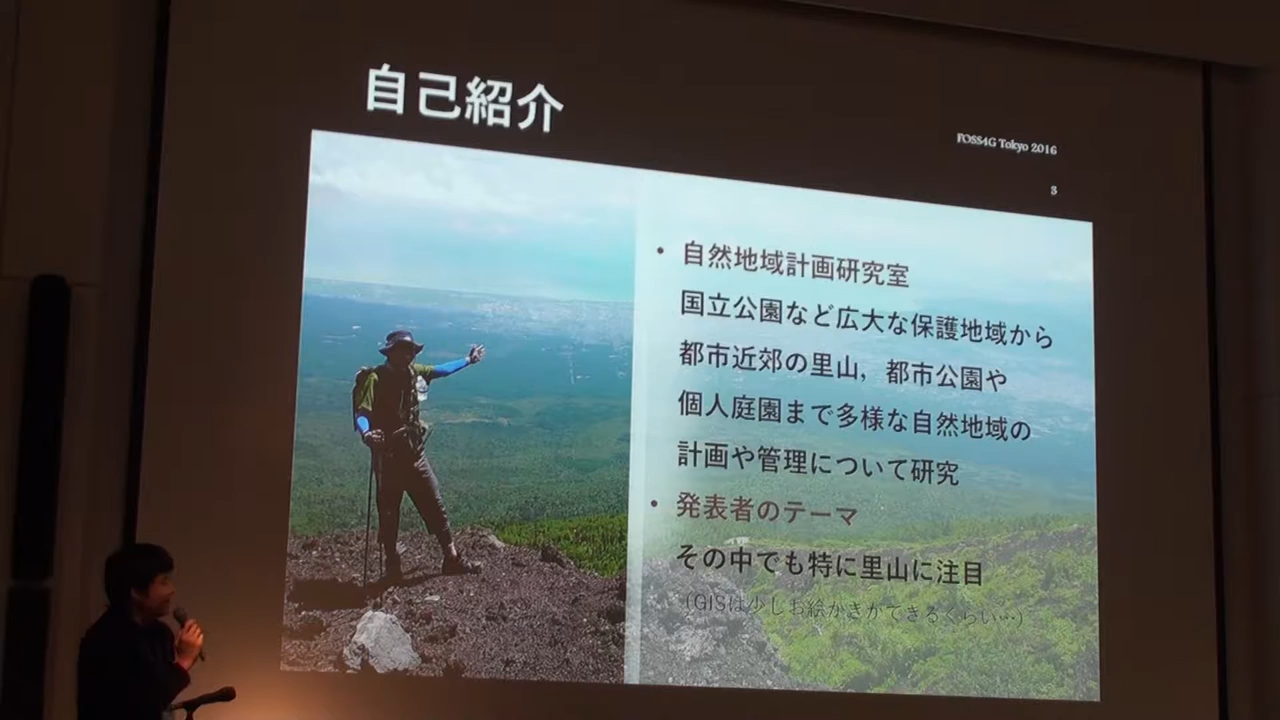 自己紹介
FOSS4G Tokyo 2016
3
• 自然地域計画研究室
国立公園など広大な保護地域から
都市近郊の里山，都市公園や
個人庭園まで多様な自然地域の
計画や管理について研究
• 発表者のテーマ
その中でも特に里山に注目
（GISは少しお絵かきができるくらい…）